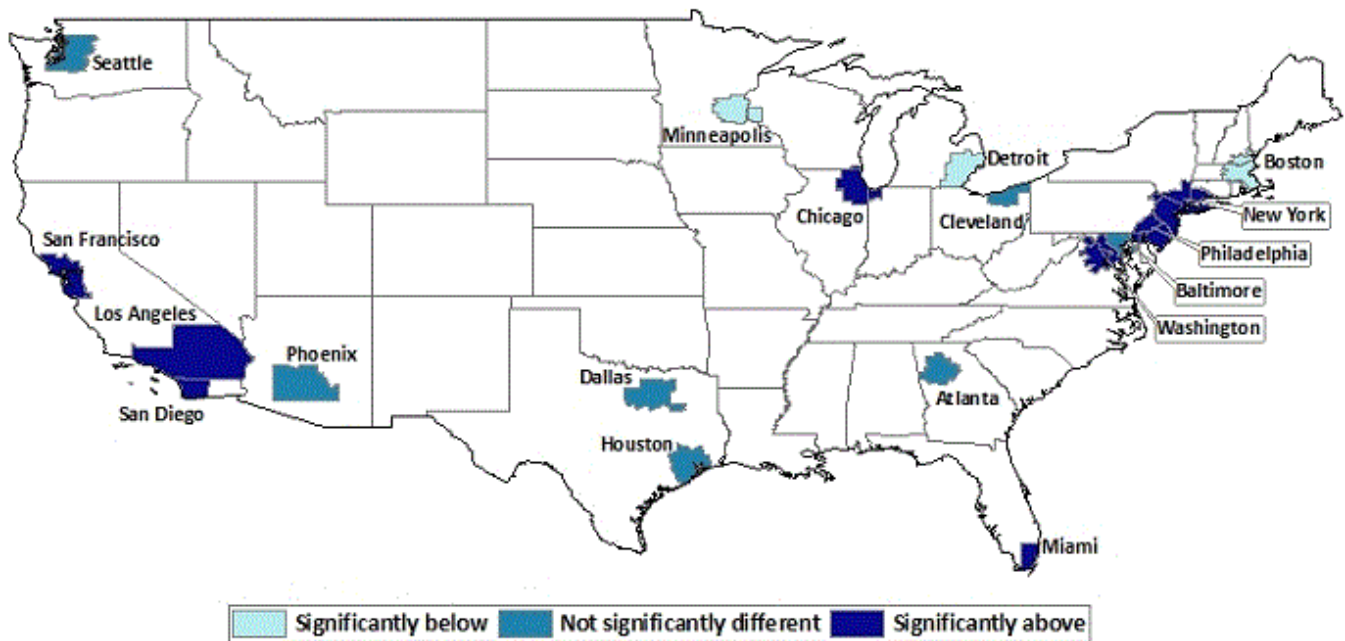 Seattle
Minneapolis
Detroit
Boston
Chicago
Cleveland
New York
San Francisco
Philadelphia
Baltimore
Los Angeles
Washington
Phoenix
Dallas
Atlanta
San Diego
Houston
Miami
Significantly below
Not significantly different
Significantly above